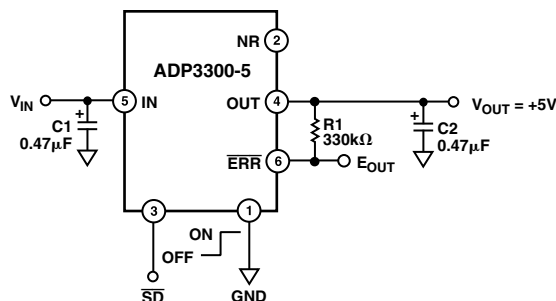 NR
2
ADP3300-5
VIN
5
IN
OUT
4
VOUT = +5V
C1
0.47µF
R1
330kΩ
C2
0.47µF
ERR
6
EOUT
3
1
ON
OFF
SD
GND
+
+